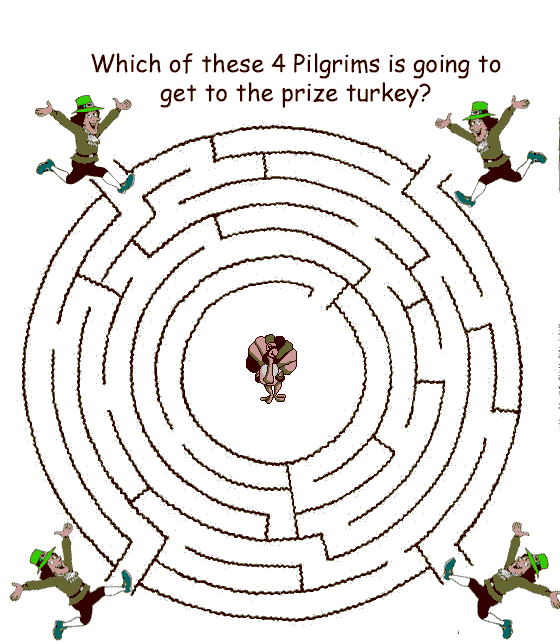 Which of these 4 Pilgrims is going to
get to the prize turkey?